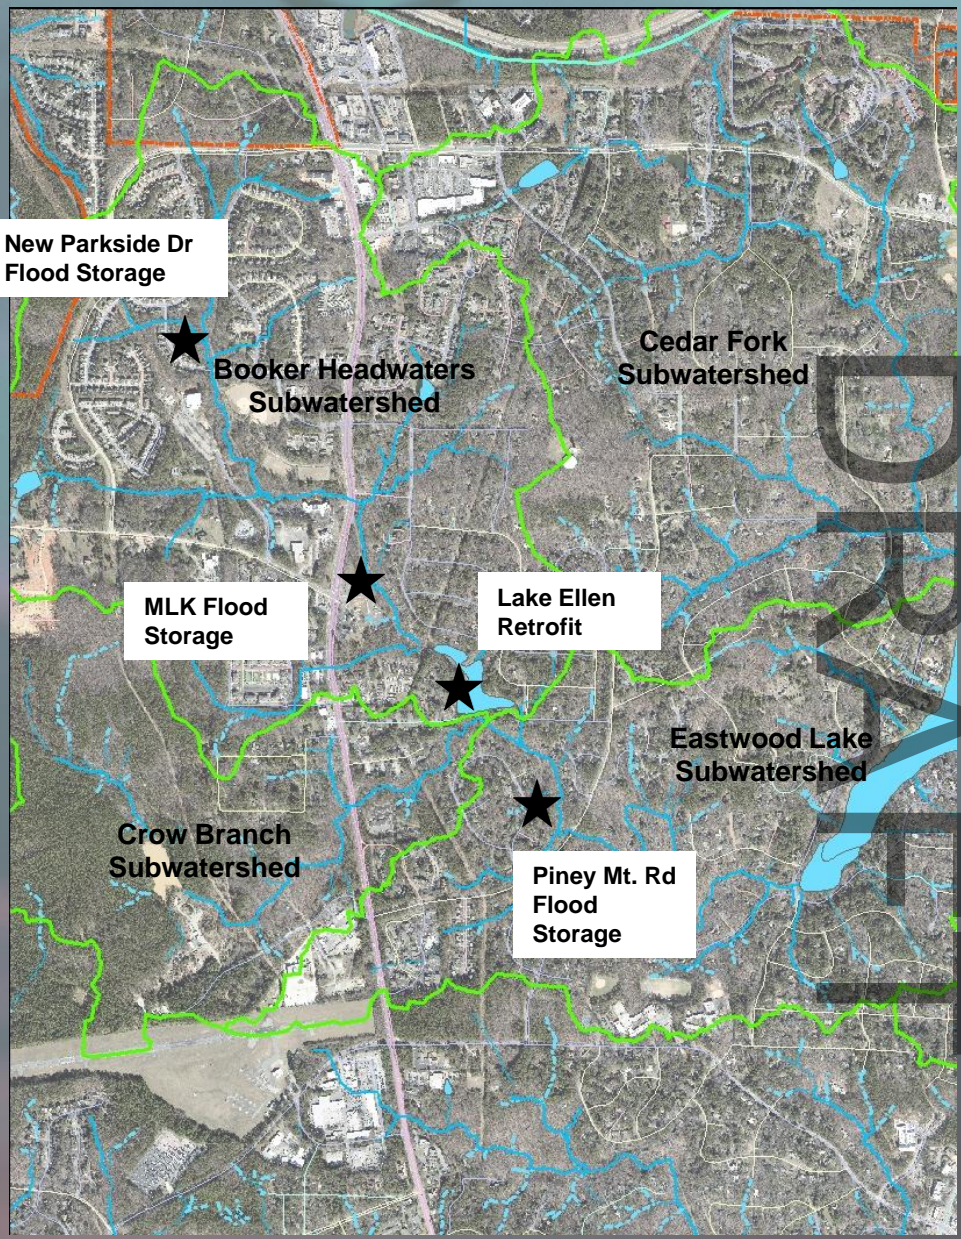 New Parkside Dr
Flood Storage
Cedar Fork
Subwatershed
Booker Headwaters
Subwatershed
MLK Flood
Storage
Lake Ellen
Retrofit
Eastwood Lake
Subwatershed
Crow Branch
Subwatershed
Piney Mt. Rd
Flood
Storage
DRAFT